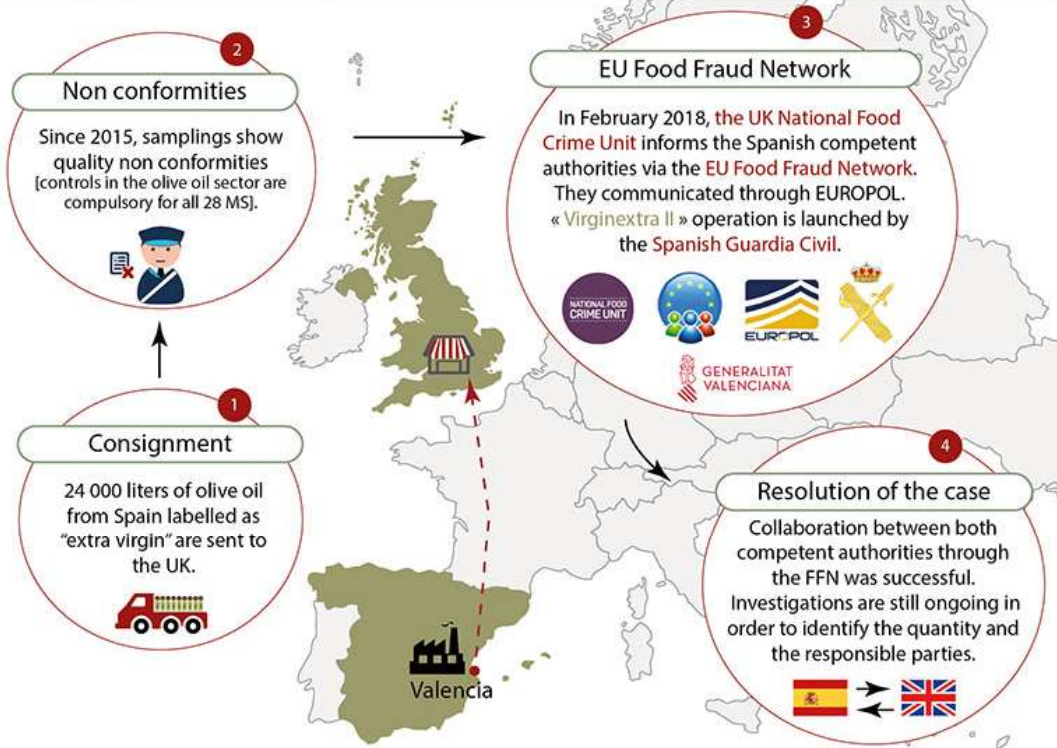 1
Consignment
24 000 liters of olive oil
from Spain labelled as
“extra virgin” are sent to
the UK.
2
Non conformities
Since 2015, samplings show
quality non conformities
[controls in the olive oil sector are
compulsory for all 28 MS].
3
EU Food Fraud Network
In February 2018, the UK National Food
Crime Unit informs the Spanish competent
authorities via the EU Food Fraud Network.
They communicated through EUROPOL.
« Virginextra II » operation is launched by
the Spanish Guardia Civil.
NATIONAL FOOD
CRIME UNIT
EUROPOL
GENERALITAT
VALENCIANA
4
Resolution of the case
Collaboration between both
competent authorities through
the FFN was successful.
Investigations are still ongoing in
order to identify the quantity and
the responsible parties.
Valencia